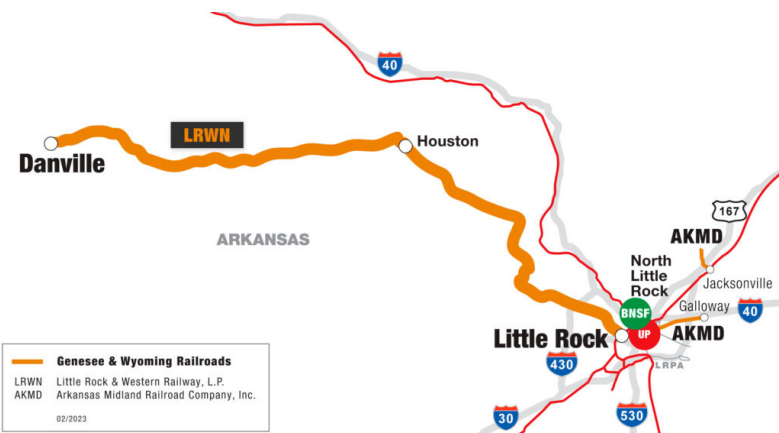 40
LRWN
Houston
Danville
167
ARKANSAS
AKMD
North
Little
Rock
Jacksonville
Galloway
BNSF
40
UP
AKMD
Little Rock
430
LRPA
30
530
Genesee & Wyoming Railroads
LRWN Little Rock & Western Railway, L.P.
AKMD Arkansas Midland Railroad Company, Inc.
02/2023